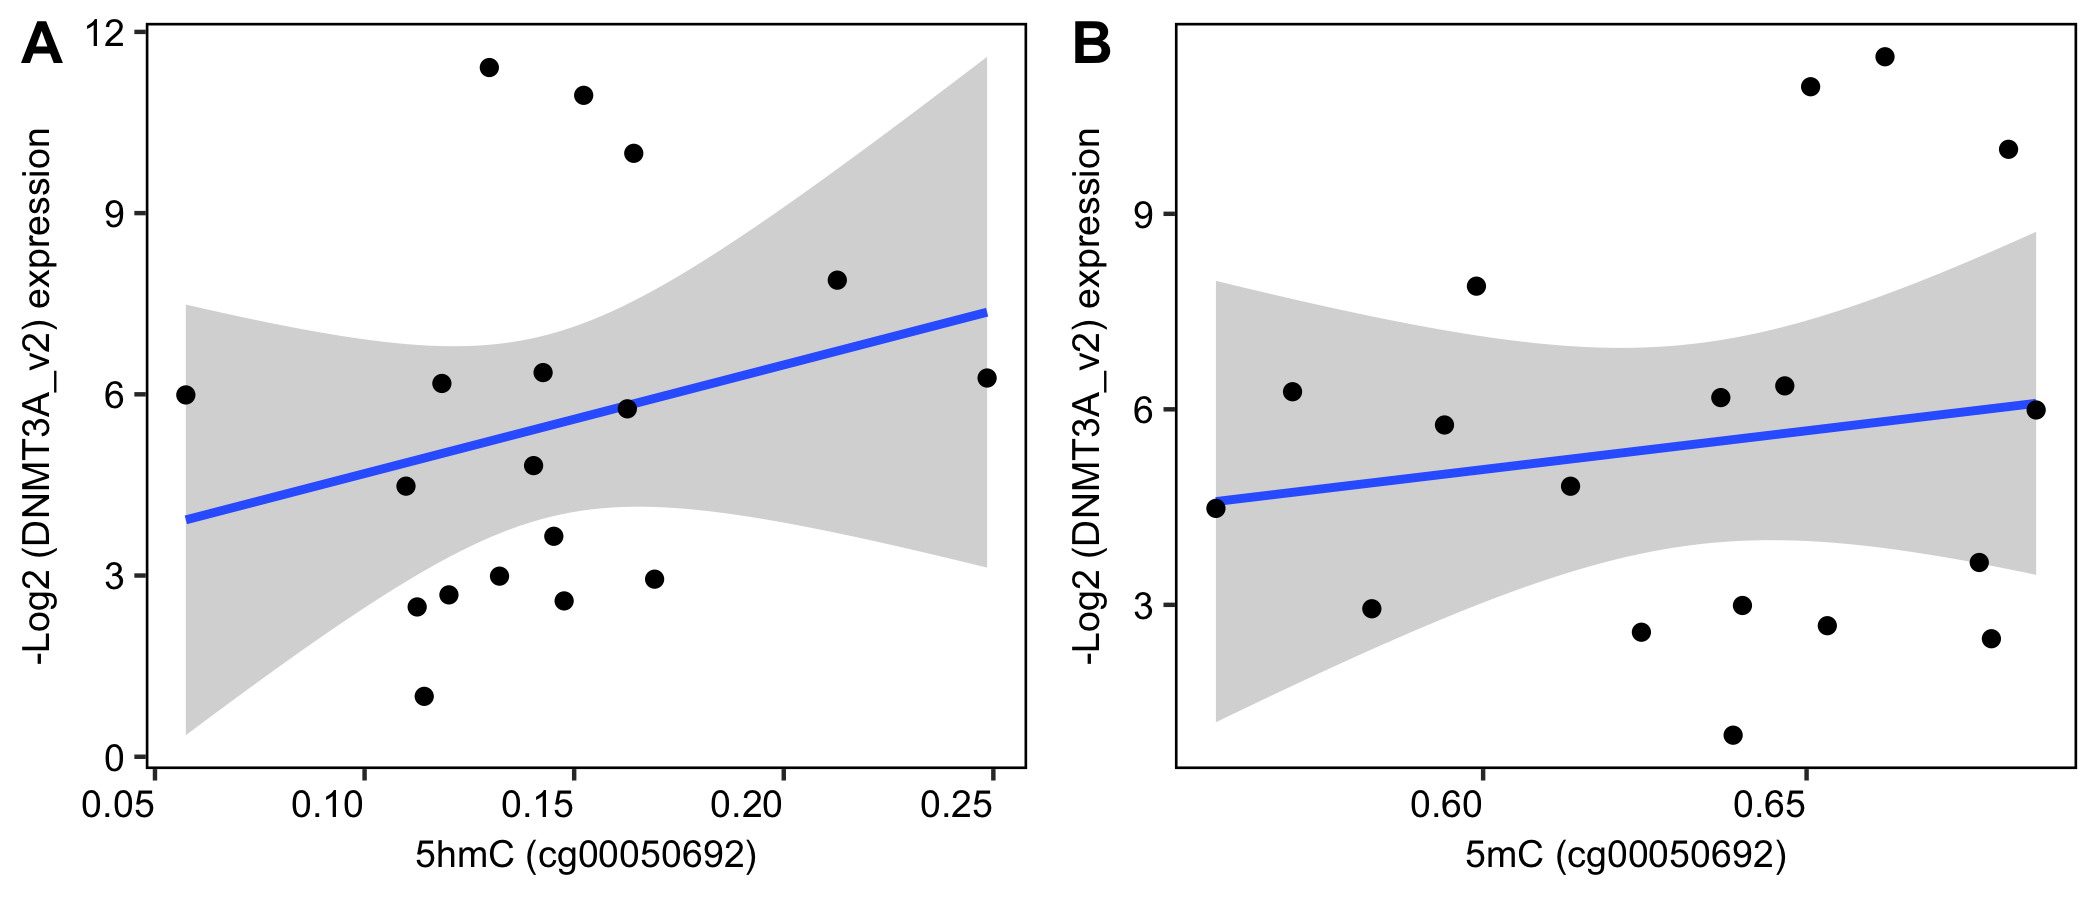 A
12
9
6
3
0
-Log2 (DNMT3A_v2) expression
0.05 0.10 0.15 0.20 0.25
5hmC (cg00050692)
B
9
6
3
-Log2 (DNMT3A_v2) expression
0.60 0.65
5mC (cg00050692)